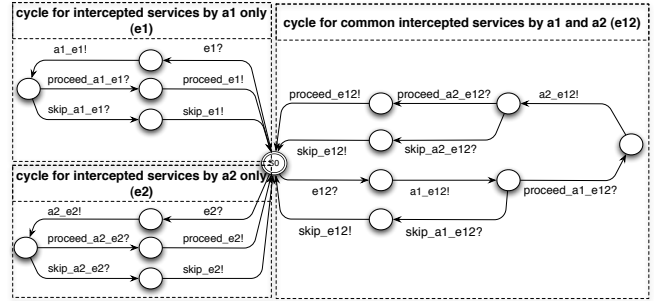 cycle for intercepted services by a1 only
(e1)
a1_e1!
e1?
proceed_a1_e1?
proceed_e1!
skip_a1_e1?
skip_e1!
cycle for intercepted services by a2 only
(e2)
a2_e2!
e2?
proceed_a2_e2?
proceed_e2!
skip_a2_e2?
skip_e2!
cycle for common intercepted services by a1 and a2 (e12)
proceed_e12!
proceed_a2_e12?
a2_e12!
skip_e12!
skip_a2_e12?
S0
e12?
a1_e12!
proceed_a1_e12?
skip_e12!
skip_a1_e12?